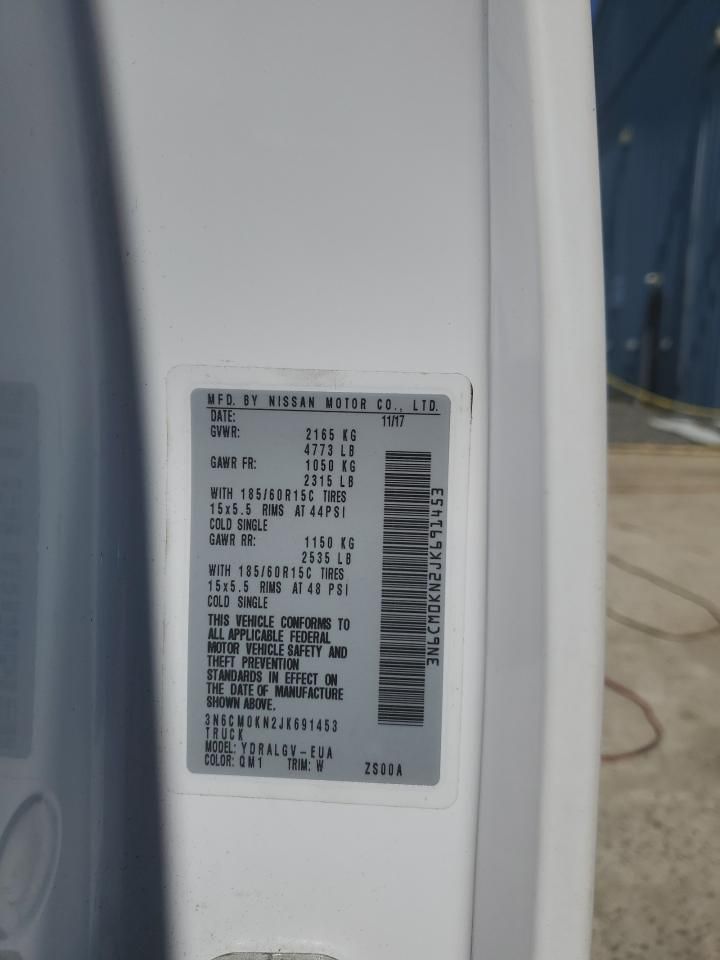 MFD. BY NISSAN MOTOR CO., LTD.
DATE: 11/17
GVWR: 2165 KG
4773 LB
GAWR FR: 1050 KG
2315 LB
WITH 185/60R15C TIRES
15x5.5 RIMS AT 44PSI
COLD SINGLE
GAWR RR: 1150 KG
2535 LB
WITH 185/60R15C TIRES
15x5.5 RIMS AT 48 PSI
COLD SINGLE
THIS VEHICLE CONFORMS TO
ALL APPLICABLE FEDERAL
MOTOR VEHICLE SAFETY AND
THEFT PREVENTION
STANDARDS IN EFFECT ON
THE DATE OF MANUFACTURE
SHOWN ABOVE.
3N6CM0KN2JK691453
TRUCK
MODEL: YDRALGV-EUA
COLOR: QM1 TRIM: W ZS00A
3N6CM0KN2JK691453